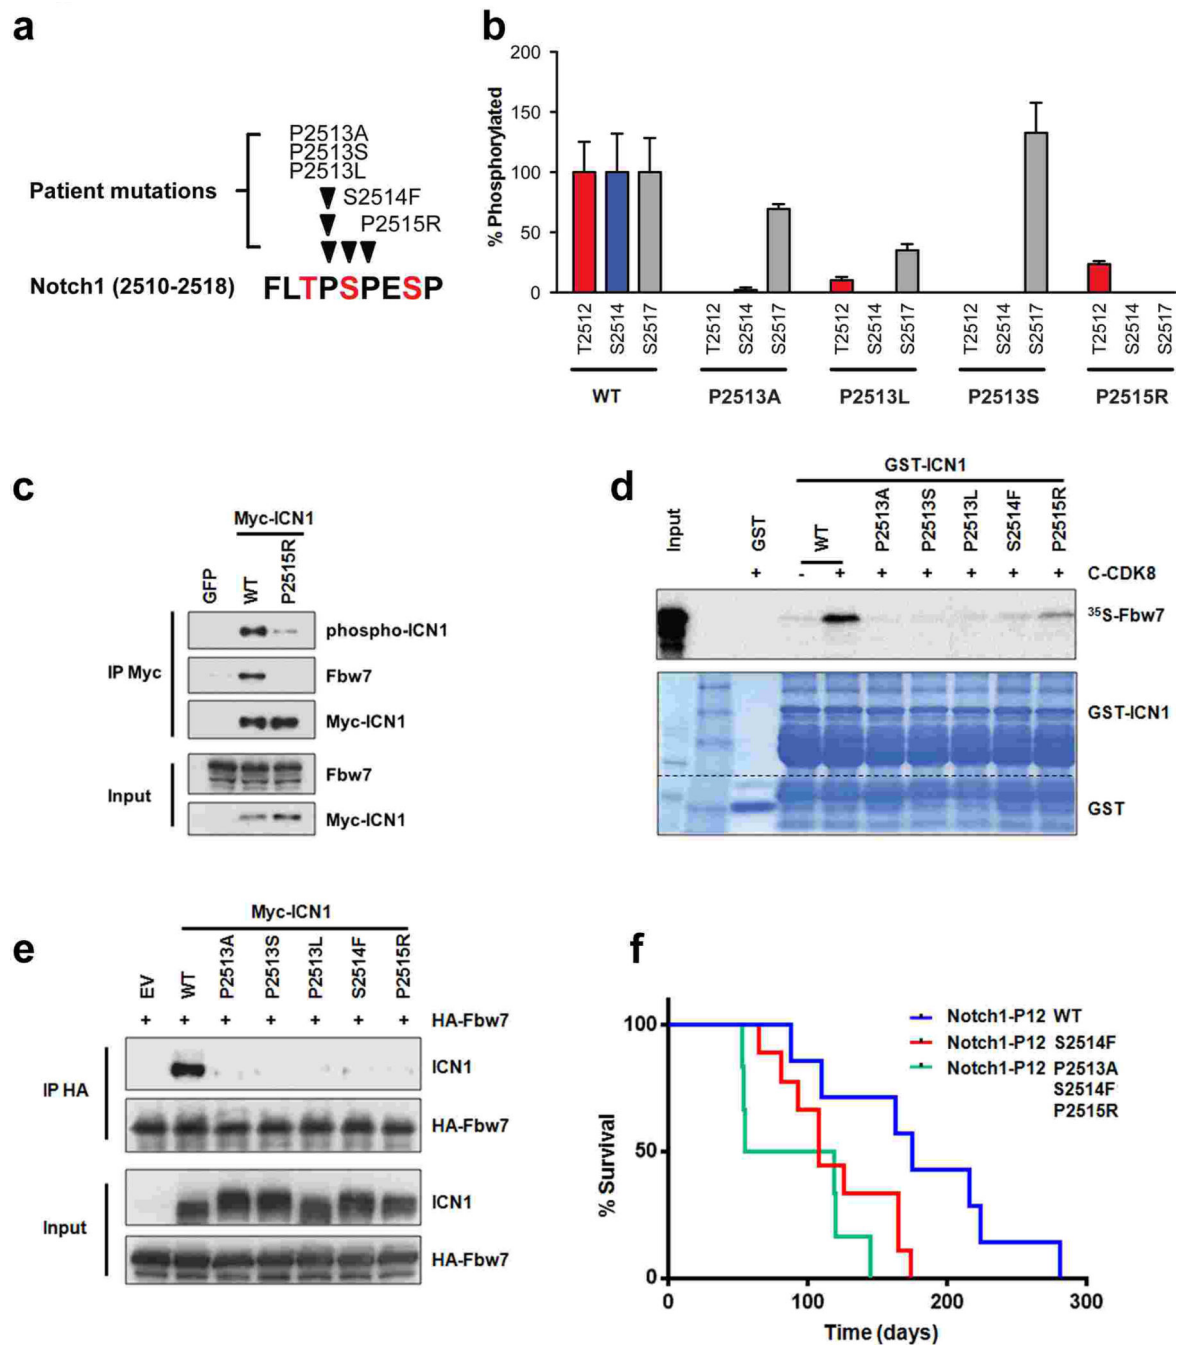 a
P2513A
P2513S
P2513L
S2514F
P2515R
Patient mutations
Notch1 (2510-2518)
FLTPSPESP
b
% Phosphorylated
200
150
100
50
0
T2512
S2514
S2517
T2512
S2514
S2517
T2512
S2514
S2517
T2512
S2514
S2517
T2512
S2514
S2517
WT
P2513A
P2513L
P2513S
P2515R
c
Myc-ICN1
GFP
WT
P2515R
IP Myc
phospho-ICN1
Fbw7
Myc-ICN1
Input
Fbw7
Myc-ICN1
d
GST-ICN1
Input
GST
WT
P2513A
P2513S
P2513L
S2514F
P2515R
+ - + + + + + + C-CDK8
35S-Fbw7
GST-ICN1
GST
e
Myc-ICN1
EV
WT
P2513A
P2513S
P2513L
S2514F
P2515R
+ + + + + + + HA-Fbw7
IP HA
ICN1
HA-Fbw7
Input
ICN1
HA-Fbw7
f
Notch1-P12 WT
Notch1-P12 S2514F
Notch1-P12 P2513A
S2514F
P2515R
% Survival
100
50
0
0 100 200 300
Time (days)